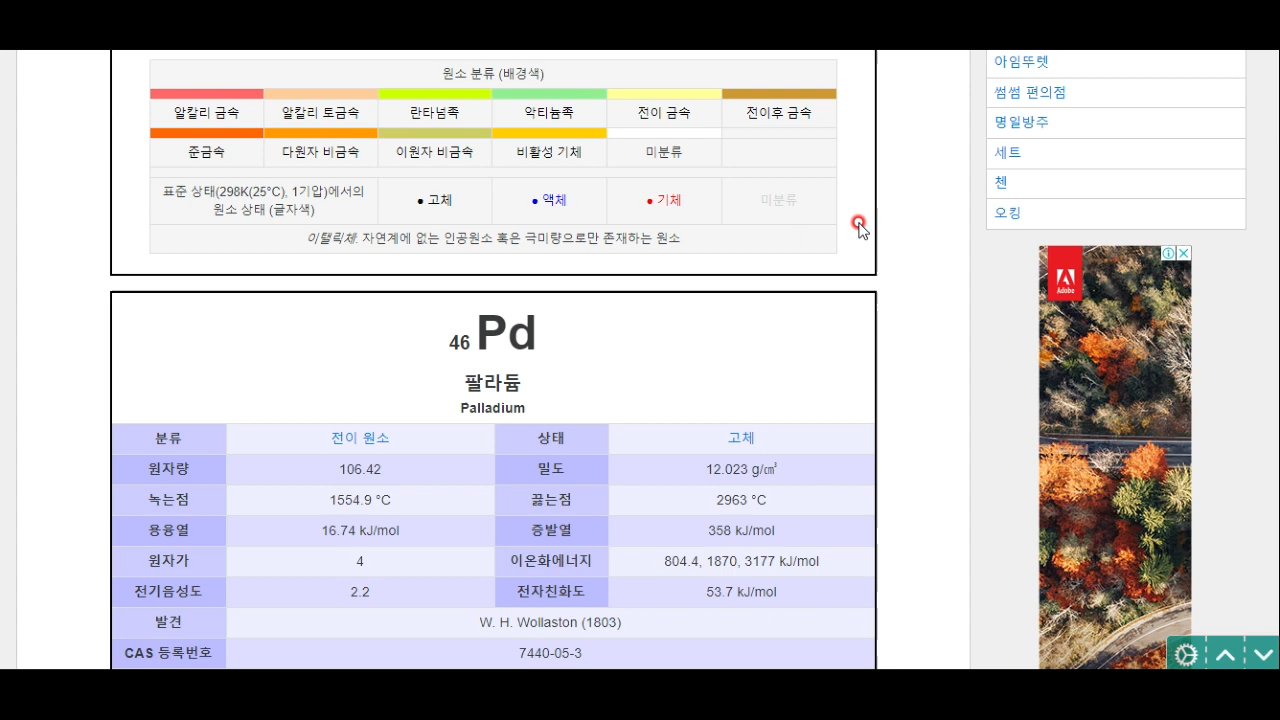 원소 분류 (배경색)
알칼리 금속 알칼리 토금속 란타넘족 악티늄족 전이 금속 전이후 금속
준금속 다원자 비금속 이원자 비금속 비활성 기체 미분류
표준 상태(298K(25°C), 1기압)에서의
원소 상태 (글자색)
● 고체 ● 액체 ● 기체 미분류
이탤릭체: 자연계에 없는 인공원소 혹은 극미량으로만 존재하는 원소
46 Pd
팔라듐
Palladium
분류 전이 원소 상태 고체
원자량 106.42 밀도 12.023 g/㎤
녹는점 1554.9 °C 끓는점 2963 °C
용융열 16.74 kJ/mol 증발열 358 kJ/mol
원자가 4 이온화에너지 804.4, 1870, 3177 kJ/mol
전기음성도 2.2 전자친화도 53.7 kJ/mol
발견 W. H. Wollaston (1803)
CAS 등록번호 7440-05-3
아임뚜렛
썸썸 편의점
명일방주
세트
첸
오킹
Adobe